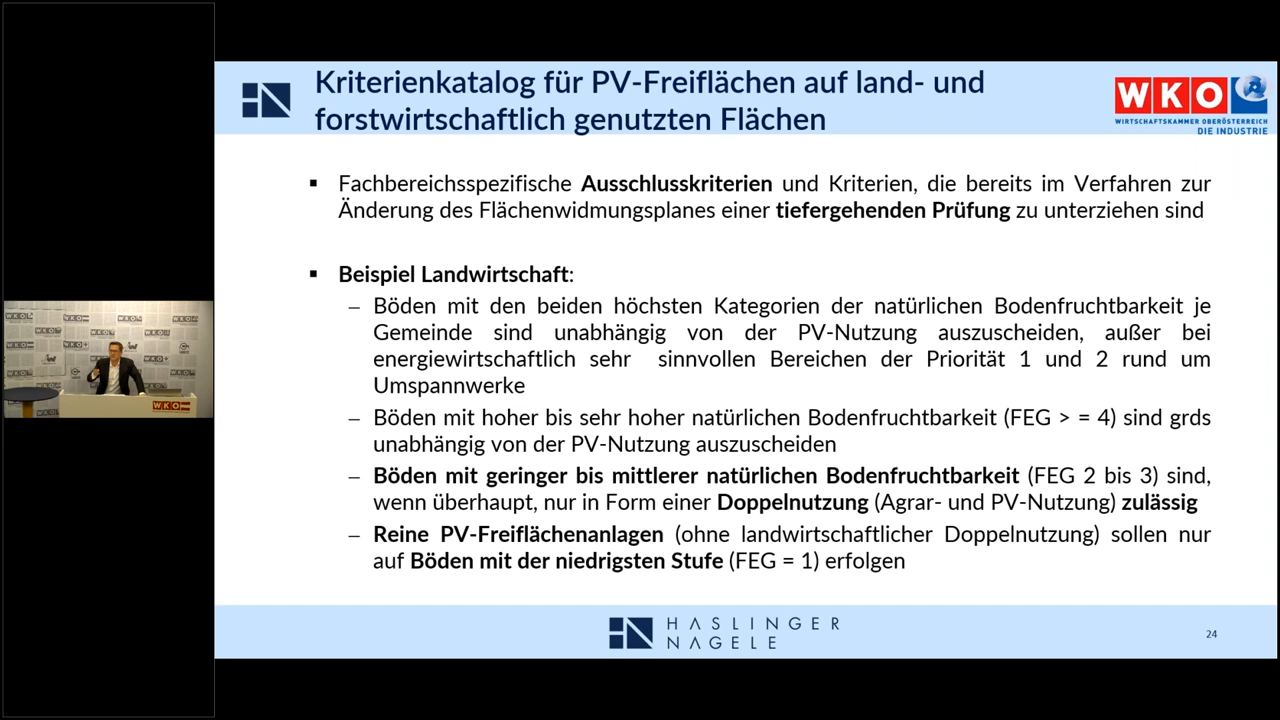 Kriterienkatalog für PV-Freiflächen auf land- und
forstwirtschaftlich genutzten Flächen
WKO
WIRTSCHAFTSKAMMER OBERÖSTERREICH
DIE INDUSTRIE
▪ Fachbereichsspezifische Ausschlusskriterien und Kriterien, die bereits im Verfahren zur
Änderung des Flächenwidmungsplanes einer tiefergehenden Prüfung zu unterziehen sind
▪ Beispiel Landwirtschaft:
– Böden mit den beiden höchsten Kategorien der natürlichen Bodenfruchtbarkeit je
Gemeinde sind unabhängig von der PV-Nutzung auszuscheiden, außer bei
energiewirtschaftlich sehr sinnvollen Bereichen der Priorität 1 und 2 rund um
Umspannwerke
– Böden mit hoher bis sehr hoher natürlichen Bodenfruchtbarkeit (FEG > = 4) sind grds
unabhängig von der PV-Nutzung auszuscheiden
– Böden mit geringer bis mittlerer natürlichen Bodenfruchtbarkeit (FEG 2 bis 3) sind,
wenn überhaupt, nur in Form einer Doppelnutzung (Agrar- und PV-Nutzung) zulässig
– Reine PV-Freiflächenanlagen (ohne landwirtschaftlicher Doppelnutzung) sollen nur
auf Böden mit der niedrigsten Stufe (FEG = 1) erfolgen
HASLINGER
NAGELE
24
WKO